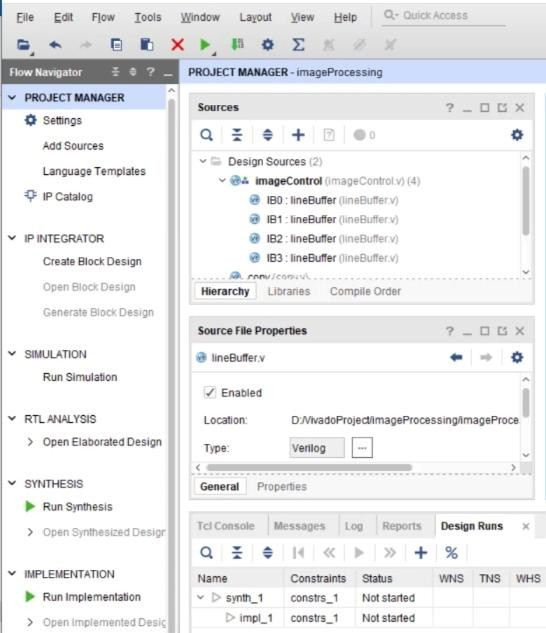 File Edit Flow Tools Window Layout View Help Quick Access
Flow Navigator ? _
PROJECT MANAGER - imageProcessing
PROJECT MANAGER
Settings
Add Sources
Language Templates
IP Catalog
IP INTEGRATOR
Create Block Design
Open Block Design
Generate Block Design
SIMULATION
Run Simulation
RTL ANALYSIS
Open Elaborated Design
SYNTHESIS
Run Synthesis
Open Synthesized Design
IMPLEMENTATION
Run Implementation
Open Implemented Desig
Sources ? _
0
Design Sources (2)
imageControl (imageControl.v) (4)
IB0 : lineBuffer (lineBuffer.v)
IB1 : lineBuffer (lineBuffer.v)
IB2 : lineBuffer (lineBuffer.v)
IB3 : lineBuffer (lineBuffer.v)
conv (conv.v)
Hierarchy Libraries Compile Order
Source File Properties ? _
lineBuffer.v
Enabled
Location: D:/VivadoProject/imageProcessing/imageProce
Type: Verilog ...
General Properties
Tcl Console Messages Log Reports Design Runs ×
%
Name Constraints Status WNS TNS WHS
synth_1 constrs_1 Not started
impl_1 constrs_1 Not started